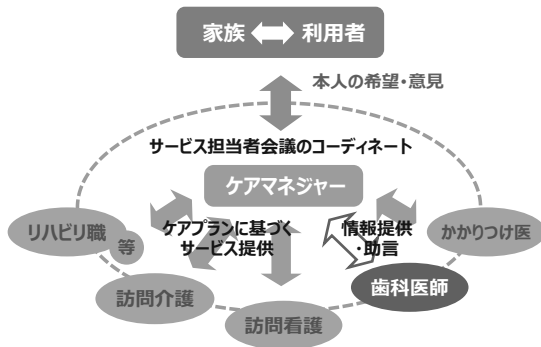 家族 利用者
本人の希望・意見
サービス担当者会議のコーディネート
ケアマネジャー
リハビリ職
等
ケアプランに基づく
サービス提供
情報提供
・助言
かかりつけ医
訪問介護
歯科医師
訪問看護